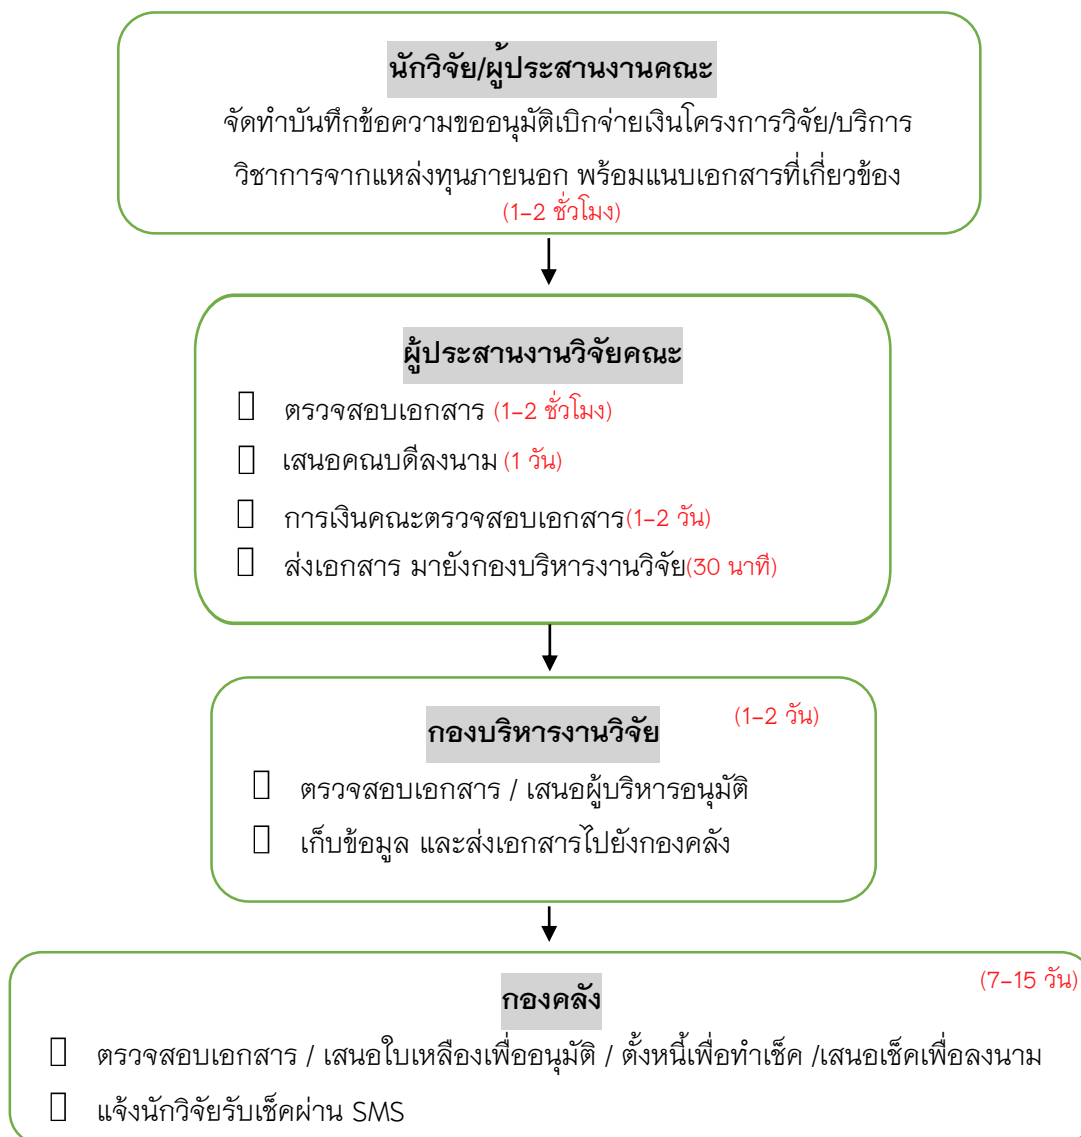 นักวิจัย/ผู้ประสานงานคณะ
จัดทำบันทึกข้อความขออนุมัติเบิกจ่ายเงินโครงการวิจัย/บริการ
วิชาการจากแหล่งทุนภายนอก พร้อมแนบเอกสารที่เกี่ยวข้อง
(1-2 ชั่วโมง)
ผู้ประสานงานวิจัยคณะ
ตรวจสอบเอกสาร (1-2 ชั่วโมง)
เสนอคณบดีลงนาม (1 วัน)
การเงินคณะตรวจสอบเอกสาร(1-2 วัน)
ส่งเอกสาร มายังกองบริหารงานวิจัย(30 นาที)
(1-2 วัน)
กองบริหารงานวิจัย
ตรวจสอบเอกสาร / เสนอผู้บริหารอนุมัติ
เก็บข้อมูล และส่งเอกสารไปยังกองคลัง
(7-15 วัน)
กองคลัง
ตรวจสอบเอกสาร / เสนอใบเหลืองเพื่ออนุมัติ / ตั้งหนี้เพื่อทำเช็ค /เสนอเช็คเพื่อลงนาม
แจ้งนักวิจัยรับเช็คผ่าน SMS